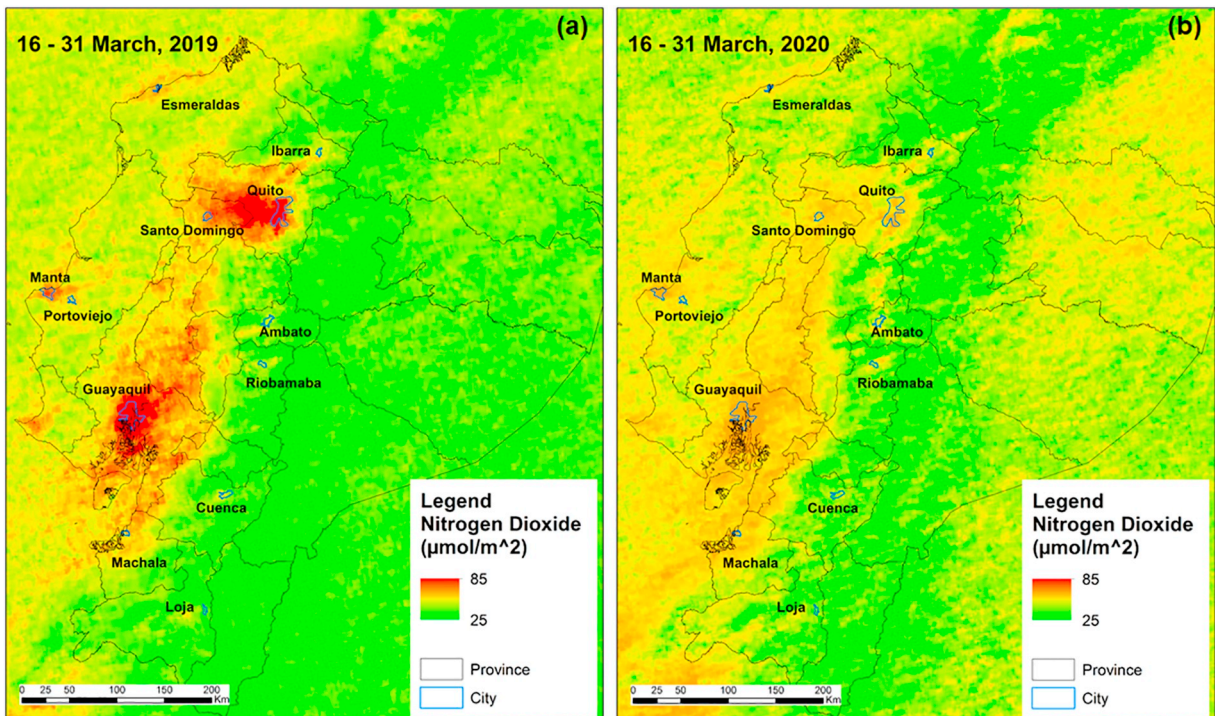 16 - 31 March, 2019
(a)
Esmeraldas
Ibarra
Quito
Santo Domingo
Manta
Portoviejo
Ambato
Riobamaba
Guayaquil
Cuenca
Machala
Loja
Legend
Nitrogen Dioxide
(µmol/m^2)
85
25
Province
City
0 25 50 100 150 200
Km
16 - 31 March, 2020
(b)
Esmeraldas
Ibarra
Quito
Santo Domingo
Manta
Portoviejo
Ambato
Riobamaba
Guayaquil
Cuenca
Machala
Loja
Legend
Nitrogen Dioxide
(µmol/m^2)
85
25
Province
City
0 25 50 100 150 200
Km